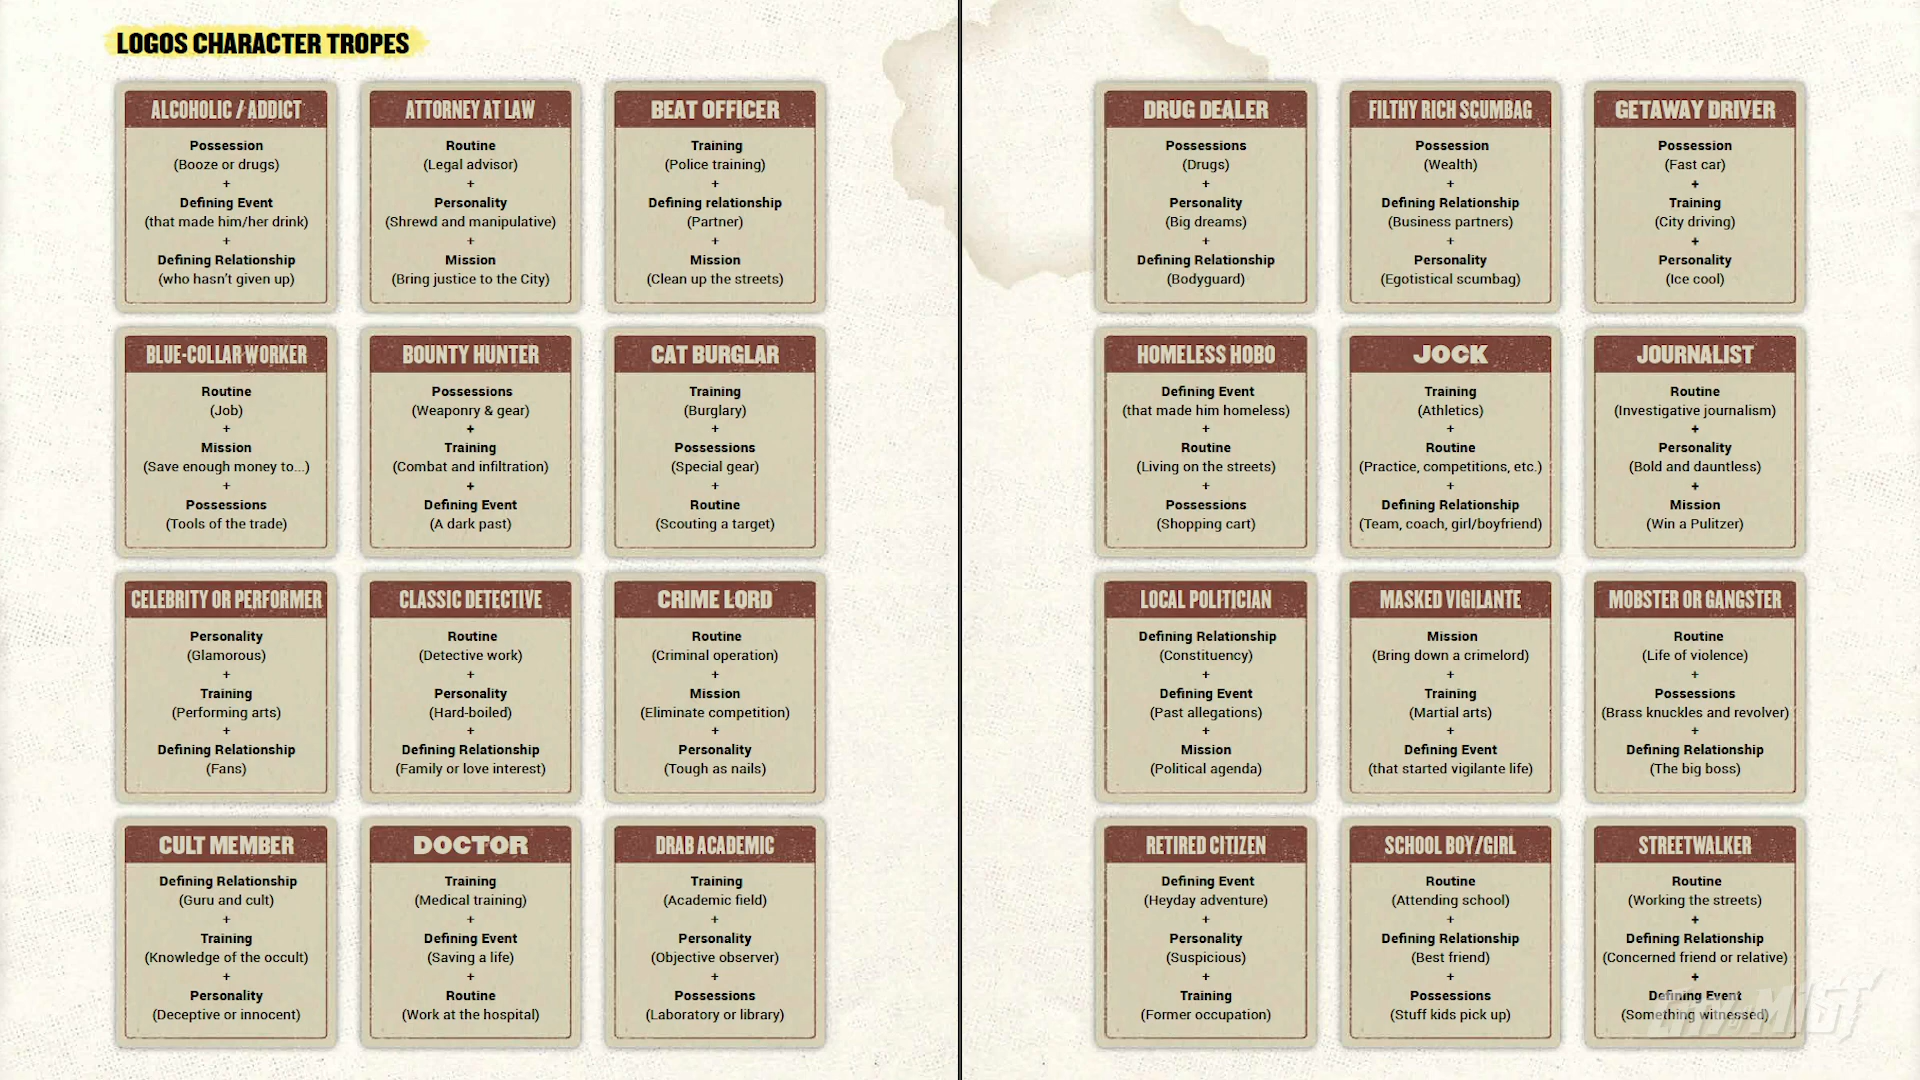 LOGOS CHARACTER TROPES
ALCOHOLIC / ADDICT
Possession
(Booze or drugs)
+
Defining Event
(that made him/her drink)
+
Defining Relationship
(who hasn't given up)
ATTORNEY AT LAW
Routine
(Legal advisor)
+
Personality
(Shrewd and manipulative)
+
Mission
(Bring justice to the City)
BEAT OFFICER
Training
(Police training)
+
Defining relationship
(Partner)
+
Mission
(Clean up the streets)
BLUE-COLLAR WORKER
Routine
(Job)
+
Mission
(Save enough money to...)
+
Possessions
(Tools of the trade)
BOUNTY HUNTER
Possessions
(Weaponry & gear)
+
Training
(Combat and infiltration)
+
Defining Event
(A dark past)
CAT BURGLAR
Training
(Burglary)
+
Possessions
(Special gear)
+
Routine
(Scouting a target)
CELEBRITY OR PERFORMER
Personality
(Glamorous)
+
Training
(Performing arts)
+
Defining Relationship
(Fans)
CLASSIC DETECTIVE
Routine
(Detective work)
+
Personality
(Hard-boiled)
+
Defining Relationship
(Family or love interest)
CRIME LORD
Routine
(Criminal operation)
+
Mission
(Eliminate competition)
+
Personality
(Tough as nails)
CULT MEMBER
Defining Relationship
(Guru and cult)
+
Training
(Knowledge of the occult)
+
Personality
(Deceptive or innocent)
DOCTOR
Training
(Medical training)
+
Defining Event
(Saving a life)
+
Routine
(Work at the hospital)
DRAB ACADEMIC
Training
(Academic field)
+
Personality
(Objective observer)
+
Possessions
(Laboratory or library)
DRUG DEALER
Possessions
(Drugs)
+
Personality
(Big dreams)
+
Defining Relationship
(Bodyguard)
FILTHY RICH SCUMBAG
Possession
(Wealth)
+
Defining Relationship
(Business partners)
+
Personality
(Egotistical scumbag)
GETAWAY DRIVER
Possession
(Fast car)
+
Training
(City driving)
+
Personality
(Ice cool)
HOMELESS HOBO
Defining Event
(that made him homeless)
+
Routine
(Living on the streets)
+
Possessions
(Shopping cart)
JOCK
Training
(Athletics)
+
Routine
(Practice, competitions, etc.)
+
Defining Relationship
(Team, coach, girl/boyfriend)
JOURNALIST
Routine
(Investigative journalism)
+
Personality
(Bold and dauntless)
+
Mission
(Win a Pulitzer)
LOCAL POLITICIAN
Defining Relationship
(Constituency)
+
Defining Event
(Past allegations)
+
Mission
(Political agenda)
MASKED VIGILANTE
Mission
(Bring down a crimelord)
+
Training
(Martial arts)
+
Defining Event
(that started vigilante life)
MOBSTER OR GANGSTER
Routine
(Life of violence)
+
Possessions
(Brass knuckles and revolver)
+
Defining Relationship
(The big boss)
RETIRED CITIZEN
Defining Event
(Heyday adventure)
+
Personality
(Suspicious)
+
Training
(Former occupation)
SCHOOL BOY/GIRL
Routine
(Attending school)
+
Defining Relationship
(Best friend)
+
Possessions
(Stuff kids pick up)
STREETWALKER
Routine
(Working the streets)
+
Defining Relationship
(Concerned friend or relative)
+
Defining Event
(Something witnessed)
City of MIST